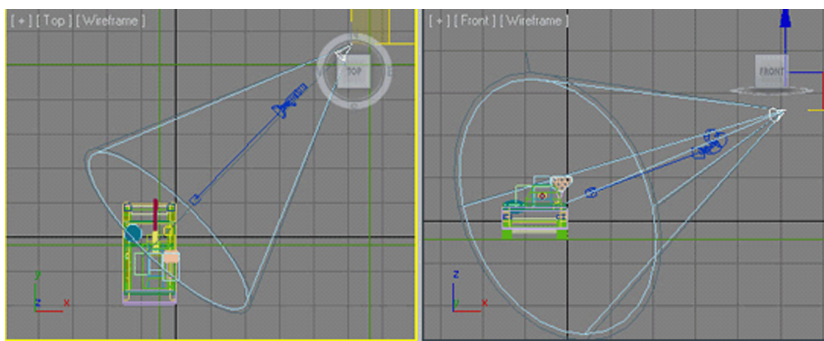 [ + ] [ Top ] [ Wireframe ]
TOP
y
z
x
[ + ] [ Front ] [ Wireframe ]
FRONT
z
y
x